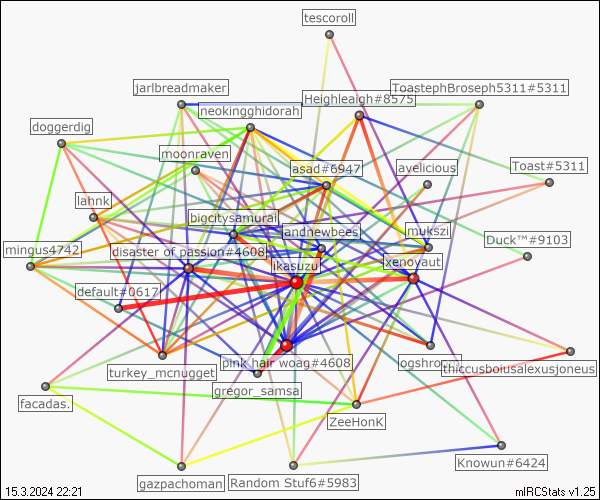 tescoroll
jarlbreadmaker
ToastephBroseph5311#5311
Heighleaigh#8575
neokingghidorah
doggerdig
moonraven
asad#6947
ayelicious
Toast#5311
lahnk
bigcitysamurai
andnewbees
mukszi
Duck™#9103
mingus4742
disaster of passion#4608
ikasuzu
xenoyaut
default#0617
turkey_mcnugget
pink hair woag#4608
ogshro
thiccusboiusalexusjoneus
gregor_samsa
facadas.
ZeeHonK
Knowun#6424
gazpachoman
Random Stuf6#5983
15.3.2024 22:21
mIRCStats v1.25